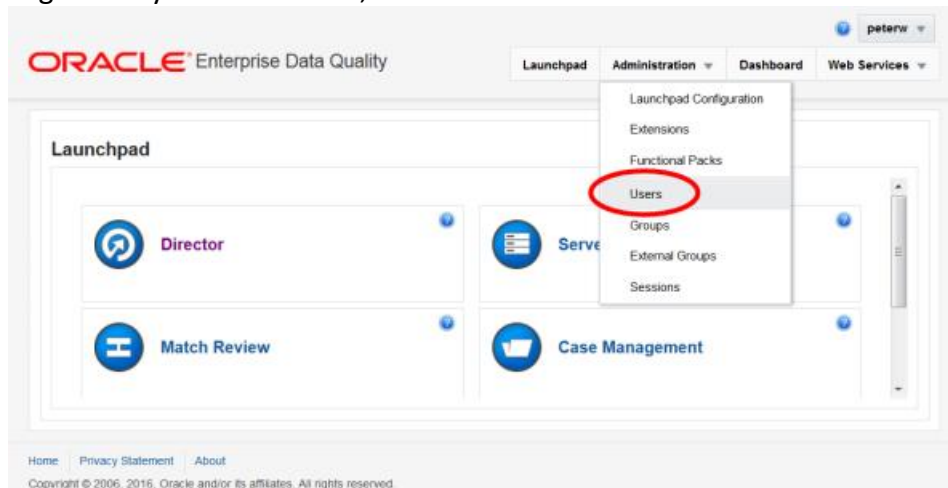 peterw
ORACLE Enterprise Data Quality
Launchpad Administration Dashboard Web Services
Launchpad Configuration
Extensions
Functional Packs
Users
Groups
External Groups
Sessions
Launchpad
Director
Serve
Match Review
Case Management
Home Privacy Statement About
Copyright © 2006, 2016, Oracle and/or its affiliates. All rights reserved.